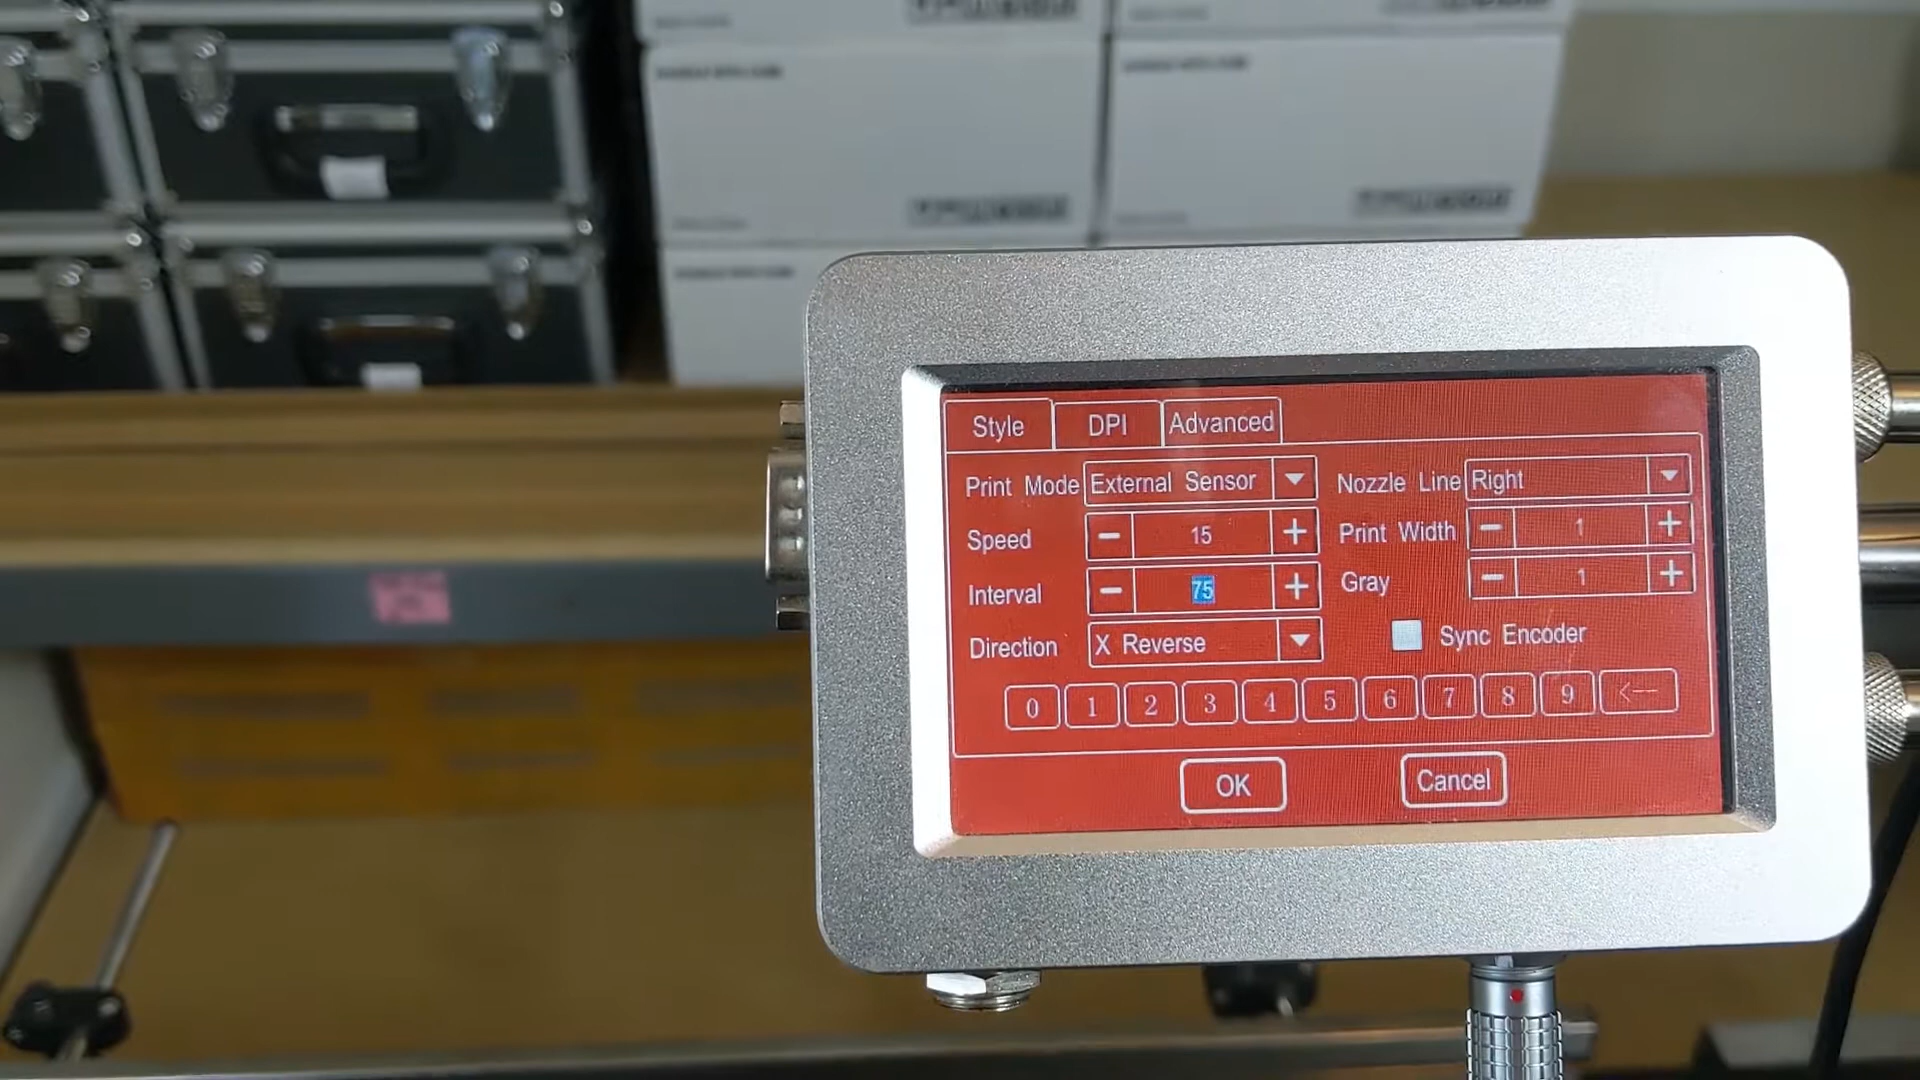 Style DPI Advanced
Print Mode External Sensor Nozzle Line Right
Speed - 15 + Print Width - 1 +
Interval - 75 + Gray - 1 +
Direction X Reverse Sync Encoder
0 1 2 3 4 5 6 7 8 9 <--
OK Cancel